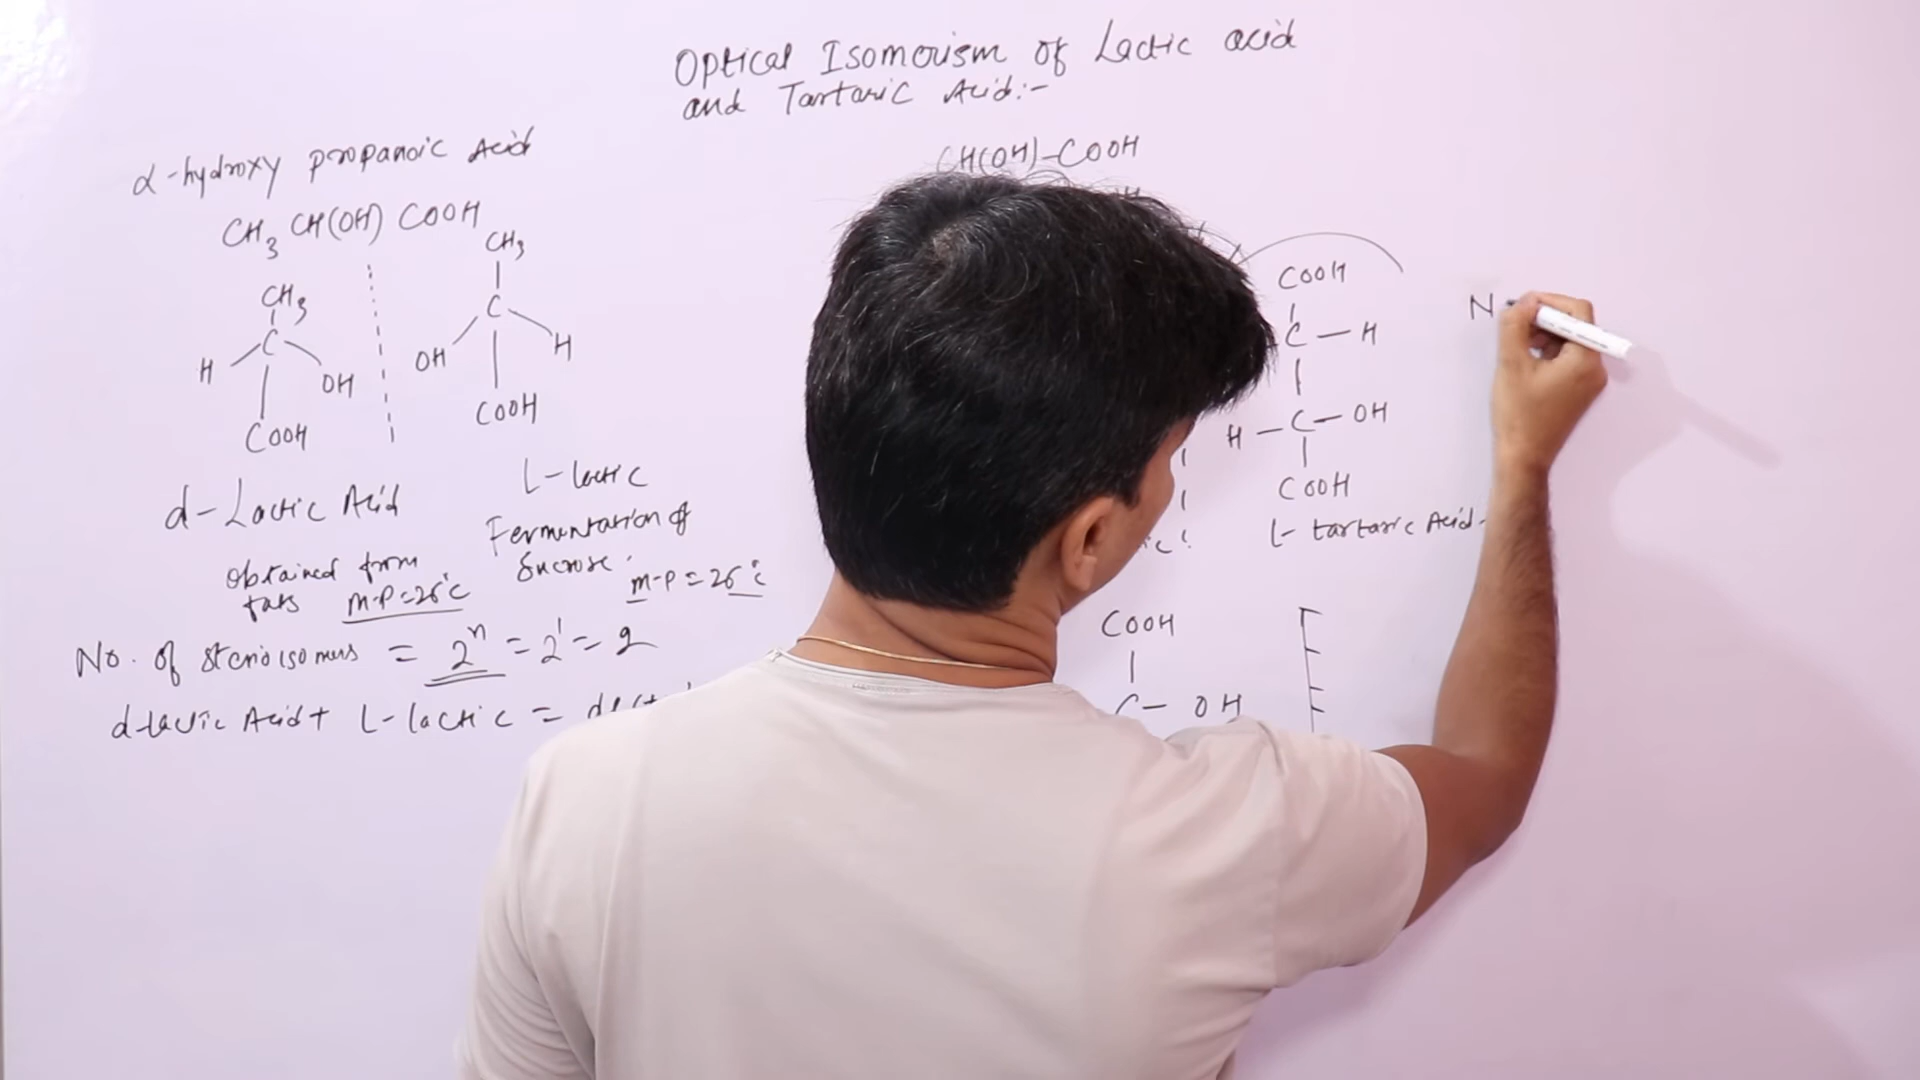 Optical Isomerism of Lactic acid
and Tartaric Acid:-
α-hydroxy propanoic Acid
CH3 CH(OH) COOH
CH3
C
H
OH
COOH
CH3
C
OH
H
COOH
d-Lactic Acid
L-lactic
obtained from
fats m.p=26°C
Fermentation of
Sucrose.
m-p=26°C
No. of stereoisomers = 2^n = 2^1 = 2
d-lactic Acid + L-lactic =
CH(OH)-COOH
COOH
C-H
H-C-OH
COOH
L-tartaric Acid-
COOH
C- OH
N